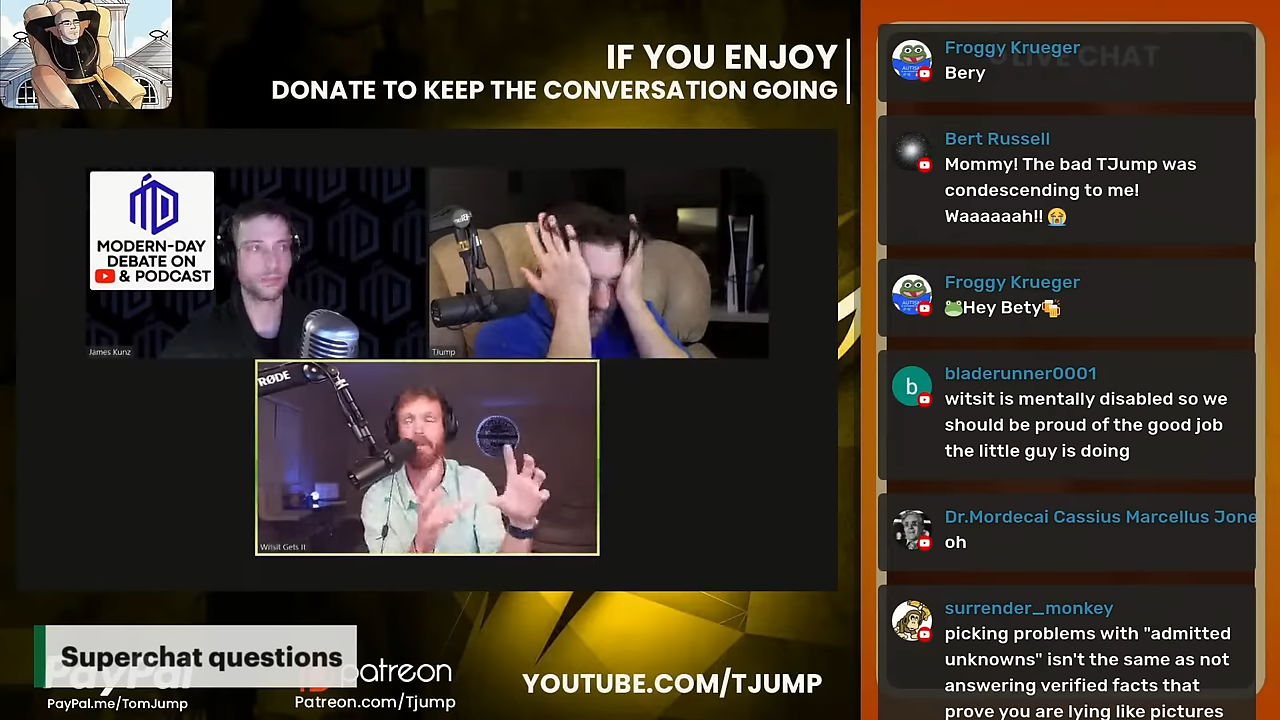 IF YOU ENJOY
DONATE TO KEEP THE CONVERSATION GOING
MODERN-DAY
DEBATE ON
& PODCAST
James Kunz
TJump
RØDE
Witsit Gets It
Superchat questions
PayPal
patreon
PayPal.me/TomJump
Patreon.com/Tjump
YOUTUBE.COM/TJUMP
LIVE CHAT
Froggy Krueger
Bery
Bert Russell
Mommy! The bad TJump was
condescending to me!
Waaaaaah!! 😭
Froggy Krueger
🐸Hey Bety🍻
bladerunner0001
witsit is mentally disabled so we
should be proud of the good job
the little guy is doing
Dr.Mordecai Cassius Marcellus Jone
oh
surrender_monkey
picking problems with "admitted
unknowns" isn't the same as not
answering verified facts that
prove you are lying like pictures